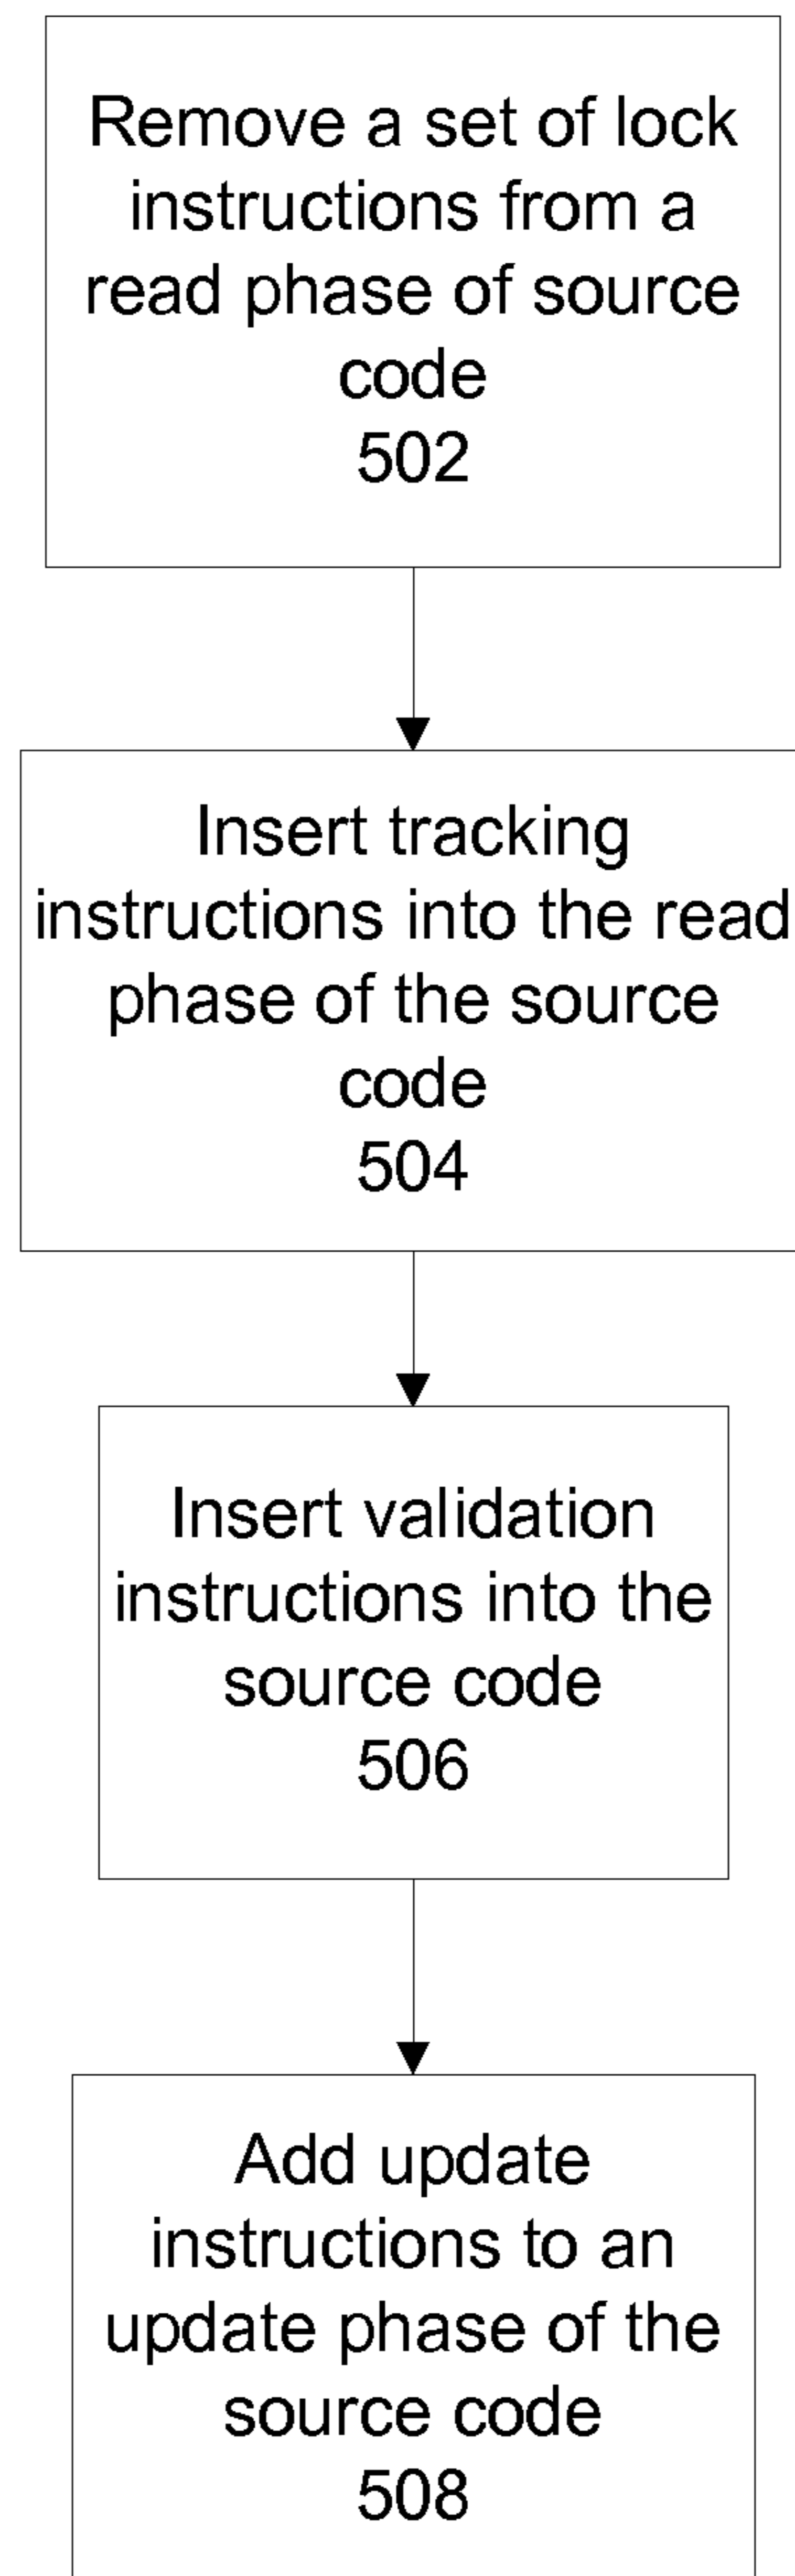 Remove a set of lock
instructions from a
read phase of source
code
502
Insert tracking
instructions into the read
phase of the source
code
504
Insert validation
instructions into the
source code
506
Add update
instructions to an
update phase of the
source code
508